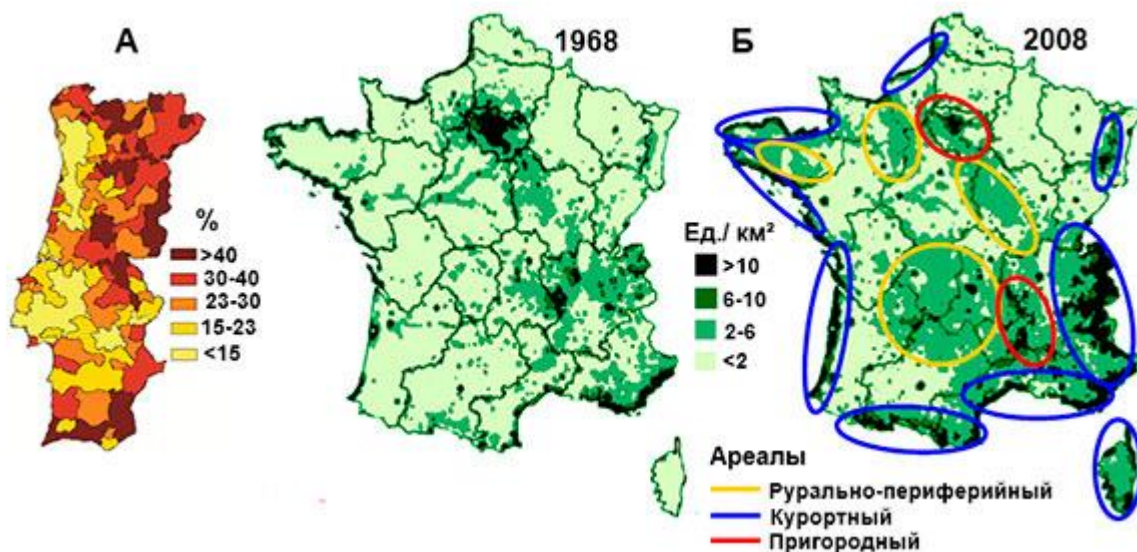 А
1968
Б
2008
%
>40
30-40
23-30
15-23
<15
Ед./ км²
>10
6-10
2-6
<2
Ареалы
Рурально-периферийный
Курортный
Пригородный